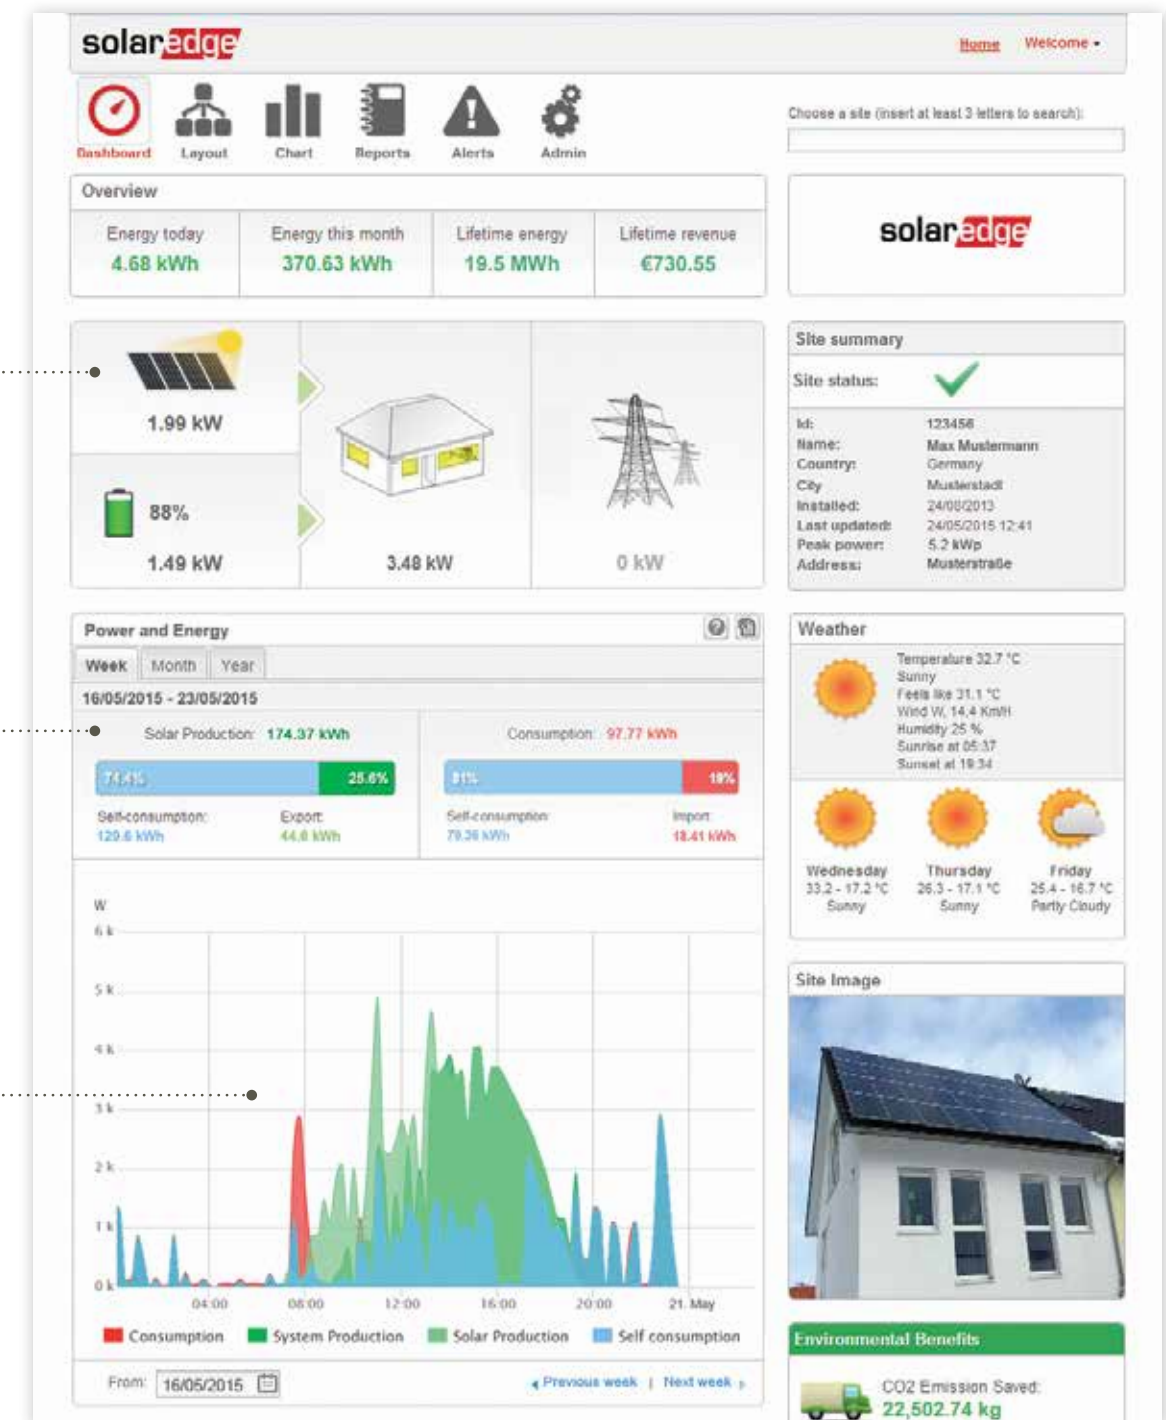 solaredge
Home Welcome
Dashboard Layout Chart Reports Alerts Admin
Choose a site (insert at least 3 letters to search):
Overview
Energy today Energy this month Lifetime energy Lifetime revenue
4.68 kWh 370.63 kWh 19.5 MWh €730.55
solaredge
1.99 kW
88%
1.49 kW 3.48 kW 0 kW
Site summary
Site status:
Id: 123456
Name: Max Mustermann
Country: Germany
City Musterstadt
Installed: 24/08/2013
Last updated: 24/05/2015 12:41
Peak power: 5.2 kWp
Address: Musterstraße
Power and Energy
Week Month Year
16/05/2015 - 23/05/2015
Solar Production: 174.37 kWh Consumption: 97.77 kWh
74.4% 25.6% 81% 19%
Self-consumption: Export: Self-consumption Import
129.6 kWh 44.6 kWh 79.36 kWh 18.41 kWh
W
6 k
5 k
4 k
3 k
2 k
1 k
0 k
04:00 08:00 12:00 16:00 20:00 21. May
Consumption System Production Solar Production Self consumption
From: 16/05/2015 Previous week | Next week
Weather
Temperature 32.7 °C
Sunny
Feels like 31.1 °C
Wind W, 14,4 Km/H
Humidity 25 %
Sunrise at 05:37
Sunset at 19:34
Wednesday Thursday Friday
33.2 - 17.2 °C 26.3 - 17.1 °C 25.4 - 16.7 °C
Sunny Sunny Partly Cloudy
Site Image
Environmental Benefits
CO2 Emission Saved:
22,502.74 kg